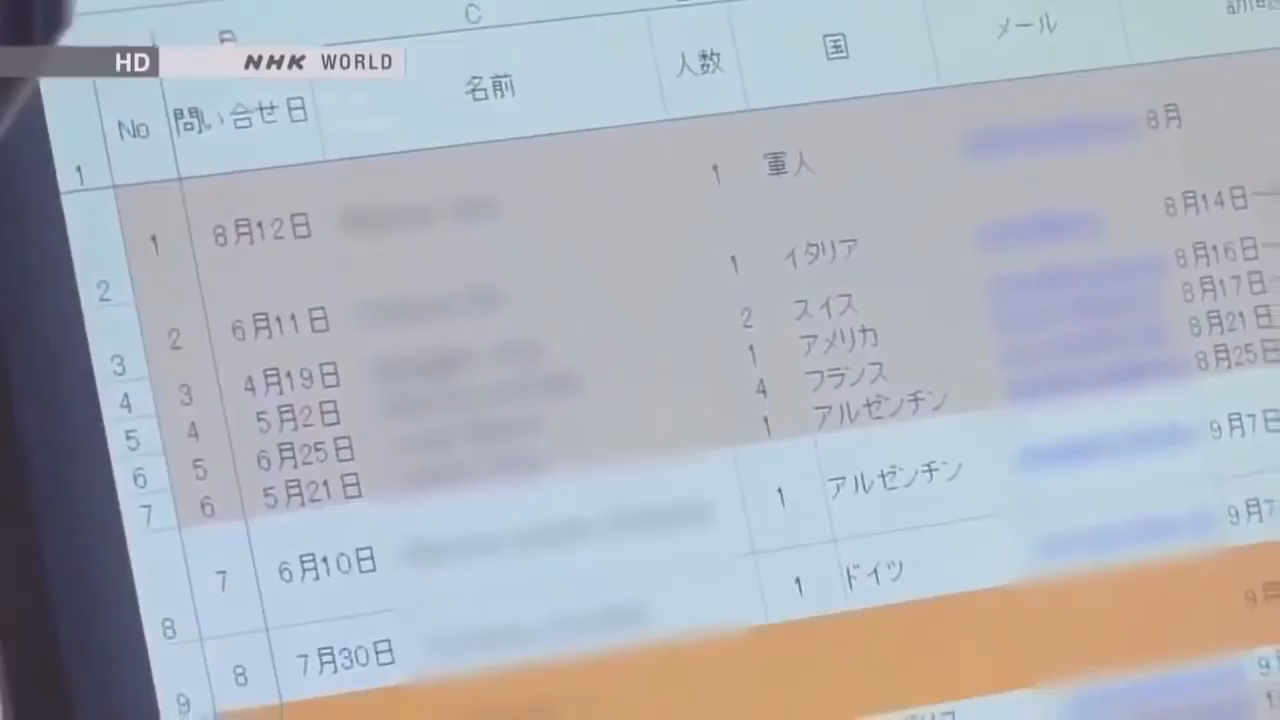 C
HD NHK WORLD
No 問い合せ日 名前 人数 国 メール
1
1 8月12日 1 軍人 8月
2
2 6月11日 1 イタリア 8月14日
3
3 4月19日 2 スイス 8月16日
4
4 5月2日 1 アメリカ 8月17日
5
5 6月25日 4 フランス 8月21日
6
6 5月21日 1 アルゼンチン 8月25日
7
7 6月10日 1 アルゼンチン 9月7日
8
8 7月30日 1 ドイツ 9月7
9